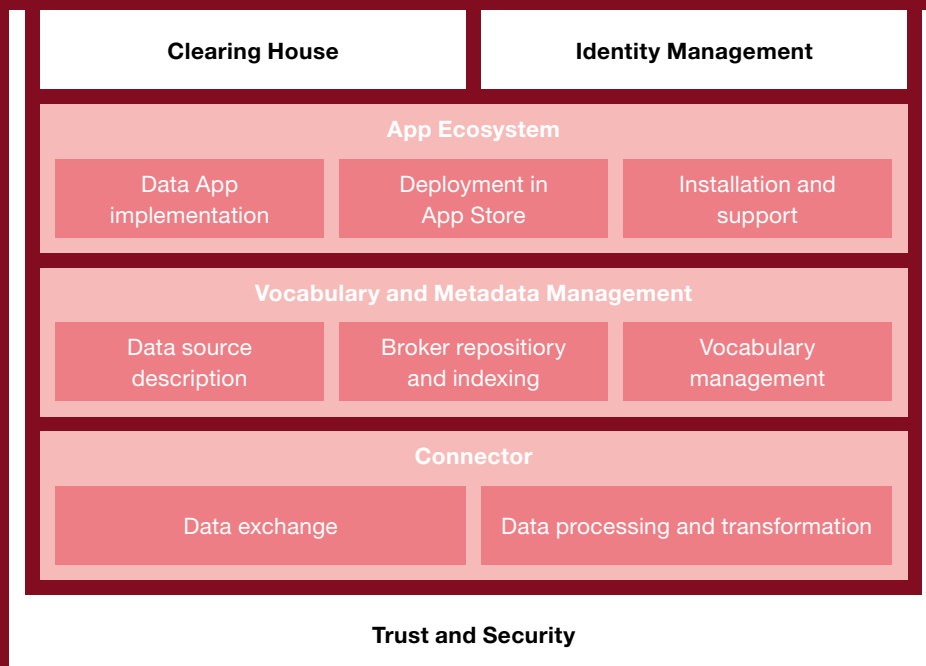 Clearing House
Identity Management
App Ecosystem
Data App
implementation
Deployment in
App Store
Installation and
support
Vocabulary and Metadata Management
Data source
description
Broker repositiory
and indexing
Vocabulary
management
Connector
Data exchange
Data processing and transformation
Trust and Security